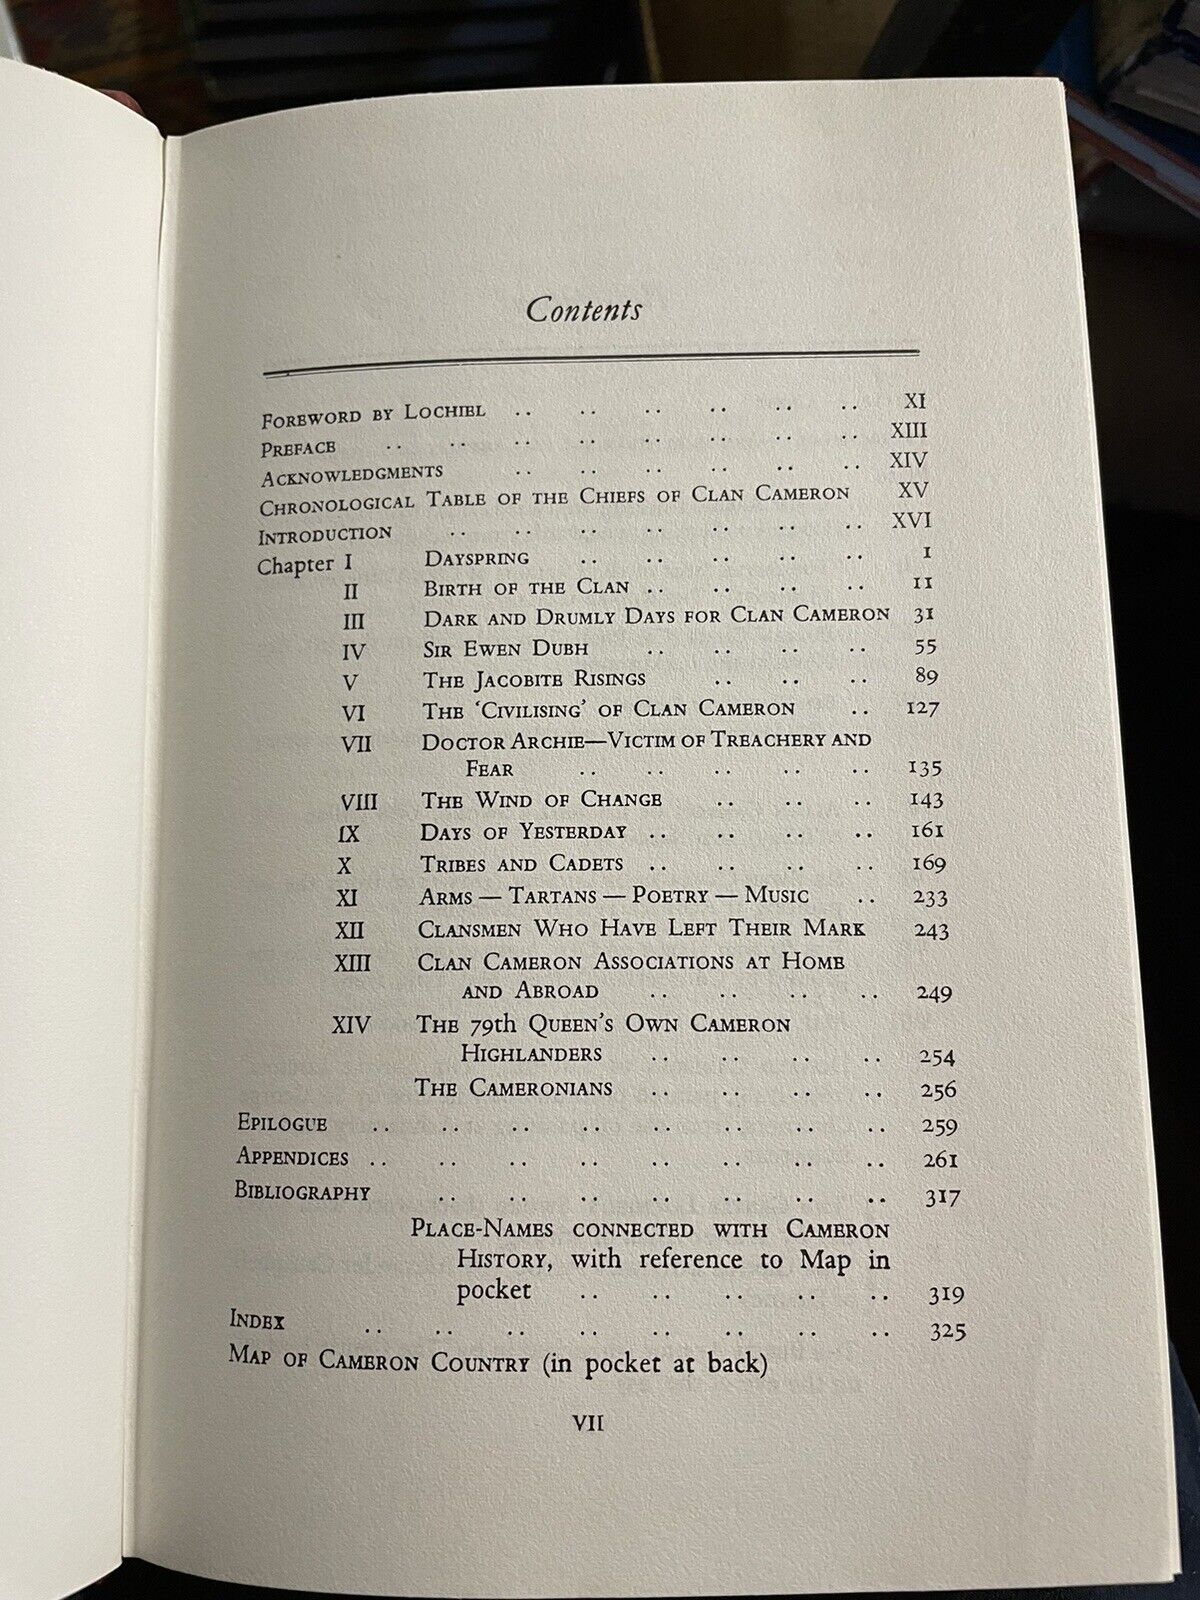 Contents
FOREWORD BY LOCHIEL .. .. .. .. .. .. XI
PREFACE .. .. .. .. .. .. .. .. XIII
ACKNOWLEDGMENTS .. .. .. .. .. .. XIV
CHRONOLOGICAL TABLE OF THE CHIEFS OF CLAN CAMERON XV
INTRODUCTION .. .. .. .. .. .. .. XVI
Chapter I DAYSPRING .. .. .. .. .. 1
II BIRTH OF THE CLAN .. .. .. .. 11
III DARK AND DRUMLY DAYS FOR CLAN CAMERON 31
IV SIR EWEN DUBH .. .. .. .. 55
V THE JACOBITE RISINGS .. .. .. 89
VI THE ‘CIVILISING’ OF CLAN CAMERON .. 127
VII DOCTOR ARCHIE—VICTIM OF TREACHERY AND
FEAR .. .. .. .. .. 135
VIII THE WIND OF CHANGE .. .. .. 143
IX DAYS OF YESTERDAY .. .. .. .. 161
X TRIBES AND CADETS .. .. .. .. 169
XI ARMS — TARTANS — POETRY — MUSIC .. 233
XII CLANSMEN WHO HAVE LEFT THEIR MARK 243
XIII CLAN CAMERON ASSOCIATIONS AT HOME
AND ABROAD .. .. .. .. 249
XIV THE 79th QUEEN'S OWN CAMERON
HIGHLANDERS .. .. .. .. 254
THE CAMERONIANS .. .. .. .. 256
EPILOGUE .. .. .. .. .. .. .. .. 259
APPENDICES .. .. .. .. .. .. .. .. 261
BIBLIOGRAPHY .. .. .. .. .. .. .. 317
PLACE-NAMES CONNECTED WITH CAMERON
HISTORY, with reference to Map in
pocket .. .. .. .. .. 319
INDEX .. .. .. .. .. .. .. .. 325
MAP OF CAMERON COUNTRY (in pocket at back)
VII